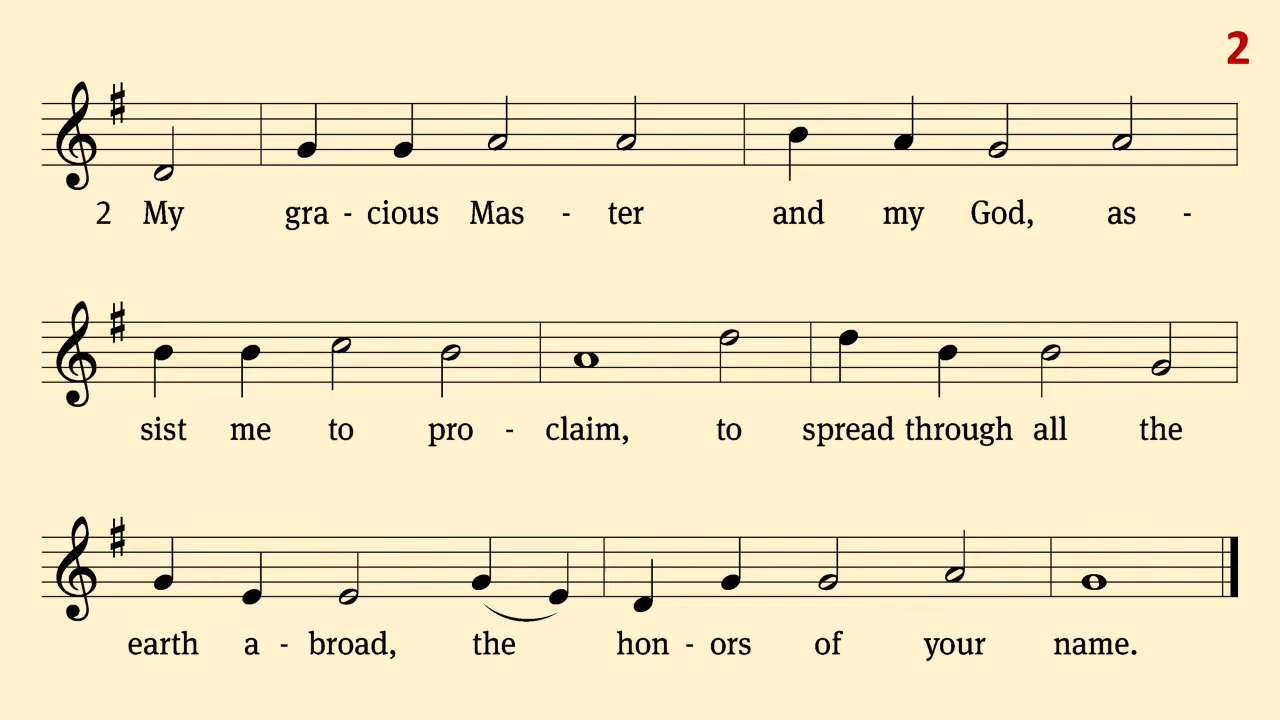 2
2 My gra - cious Mas - ter and my God, as -
sist me to pro - claim, to spread through all the
earth a - broad, the hon - ors of your name.